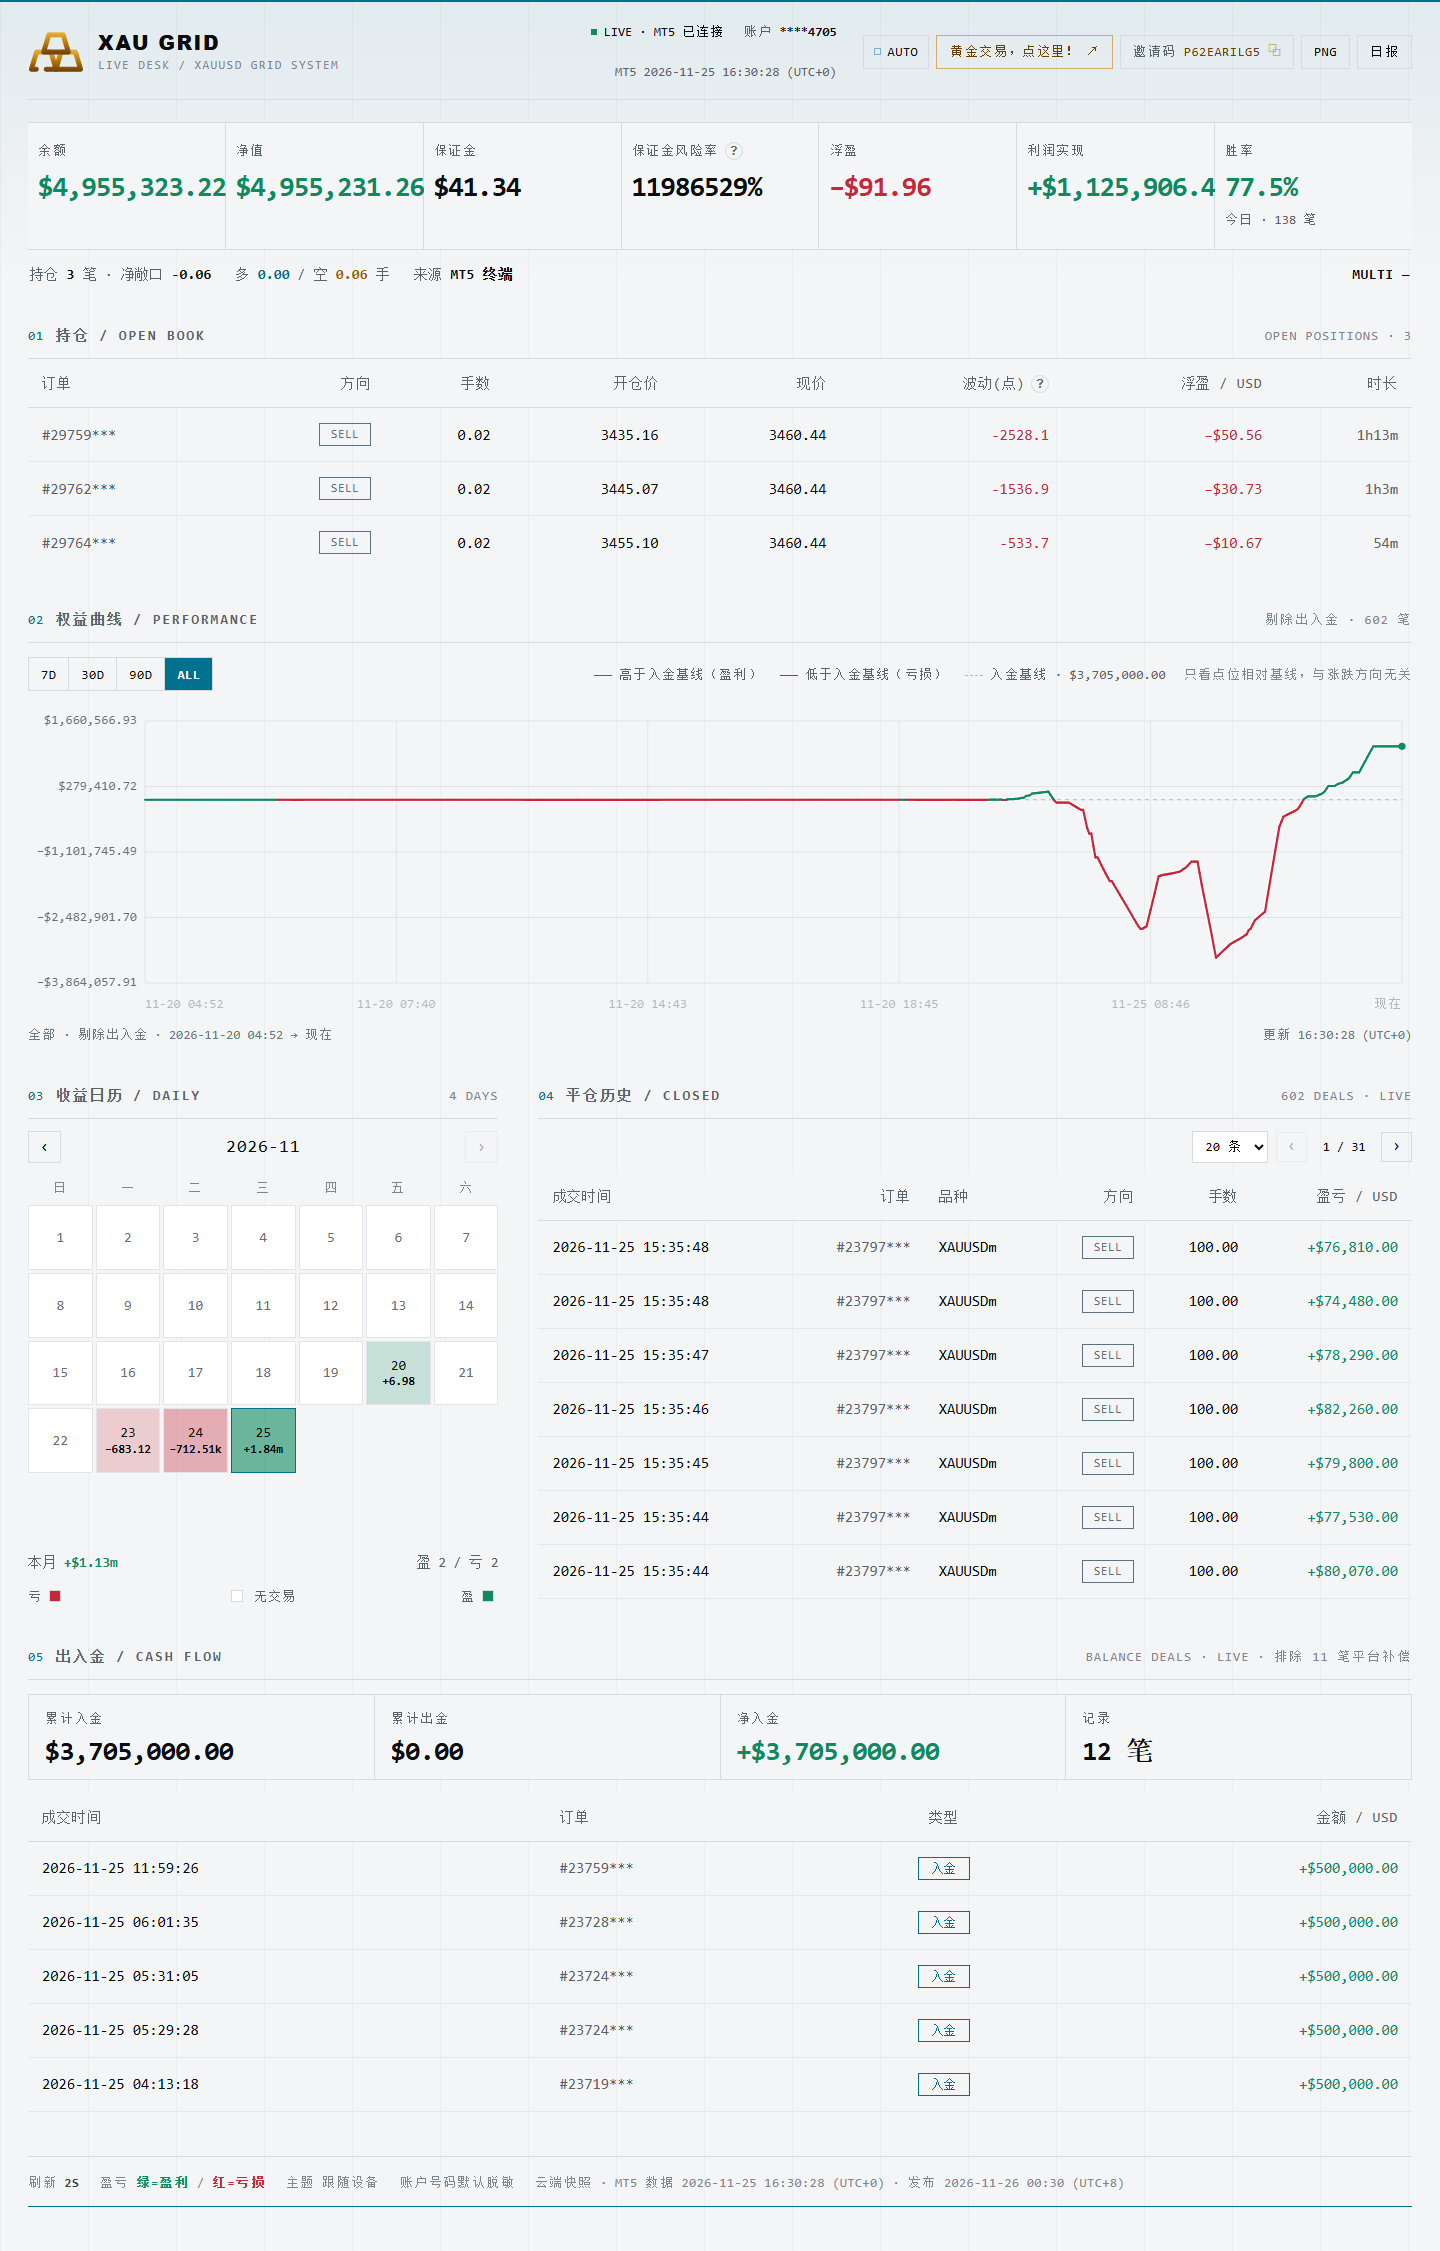 XAU GRID
LIVE DESK / XAUUSD GRID SYSTEM
LIVE · MT5 已连接 账户 ****4705
MT5 2026-11-25 16:30:28 (UTC+0)
AUTO
黄金交易，点这里! ↗
邀请码 P62EARILG5
PNG
日报
余额
$4,955,323.22
净值
$4,955,231.26
保证金
$41.34
保证金风险率 ?
11986529%
浮盈
−$91.96
利润实现
+$1,125,906.4
胜率
77.5%
今日 · 138 笔
持仓 3 笔 · 净敞口 -0.06 多 0.00 / 空 0.06 手 来源 MT5 终端
MULTI —
01 持仓 / OPEN BOOK
OPEN POSITIONS · 3
订单 方向 手数 开仓价 现价 波动(点) ? 浮盈 / USD 时长
#29759*** SELL 0.02 3435.16 3460.44 -2528.1 −$50.56 1h13m
#29762*** SELL 0.02 3445.07 3460.44 -1536.9 −$30.73 1h3m
#29764*** SELL 0.02 3455.10 3460.44 -533.7 −$10.67 54m
02 权益曲线 / PERFORMANCE
剔除出入金 · 602 笔
7D 30D 90D ALL
高于入金基线（盈利） 低于入金基线（亏损） 入金基线 · $3,705,000.00 只看点位相对基线，与涨跌方向无关
$1,660,566.93
$279,410.72
−$1,101,745.49
−$2,482,901.70
−$3,864,057.91
11-20 04:52 11-20 07:40 11-20 14:43 11-20 18:45 11-25 08:46 现在
全部 · 剔除出入金 · 2026-11-20 04:52 → 现在
更新 16:30:28 (UTC+0)
03 收益日历 / DAILY
4 DAYS
‹ 2026-11 ›
日 一 二 三 四 五 六
1 2 3 4 5 6 7
8 9 10 11 12 13 14
15 16 17 18 19 20 21
+6.98
22 23 24 25
−683.12 −712.51k +1.84m
本月 +$1.13m
盈 2 / 亏 2
亏 无交易 盈
04 平仓历史 / CLOSED
602 DEALS · LIVE
20 条 ‹ 1 / 31 ›
成交时间 订单 品种 方向 手数 盈亏 / USD
2026-11-25 15:35:48 #23797*** XAUUSDm SELL 100.00 +$76,810.00
2026-11-25 15:35:48 #23797*** XAUUSDm SELL 100.00 +$74,480.00
2026-11-25 15:35:47 #23797*** XAUUSDm SELL 100.00 +$78,290.00
2026-11-25 15:35:46 #23797*** XAUUSDm SELL 100.00 +$82,260.00
2026-11-25 15:35:45 #23797*** XAUUSDm SELL 100.00 +$79,800.00
2026-11-25 15:35:44 #23797*** XAUUSDm SELL 100.00 +$77,530.00
2026-11-25 15:35:44 #23797*** XAUUSDm SELL 100.00 +$80,070.00
05 出入金 / CASH FLOW
BALANCE DEALS · LIVE · 排除 11 笔平台补偿
累计入金
$3,705,000.00
累计出金
$0.00
净入金
+$3,705,000.00
记录
12 笔
成交时间 订单 类型 金额 / USD
2026-11-25 11:59:26 #23759*** 入金 +$500,000.00
2026-11-25 06:01:35 #23728*** 入金 +$500,000.00
2026-11-25 05:31:05 #23724*** 入金 +$500,000.00
2026-11-25 05:29:28 #23724*** 入金 +$500,000.00
2026-11-25 04:13:18 #23719*** 入金 +$500,000.00
刷新 2S 盈亏 绿=盈利 / 红=亏损 主题 跟随设备 账户号码默认脱敏 云端快照 · MT5 数据 2026-11-25 16:30:28 (UTC+0) · 发布 2026-11-26 00:30 (UTC+8)